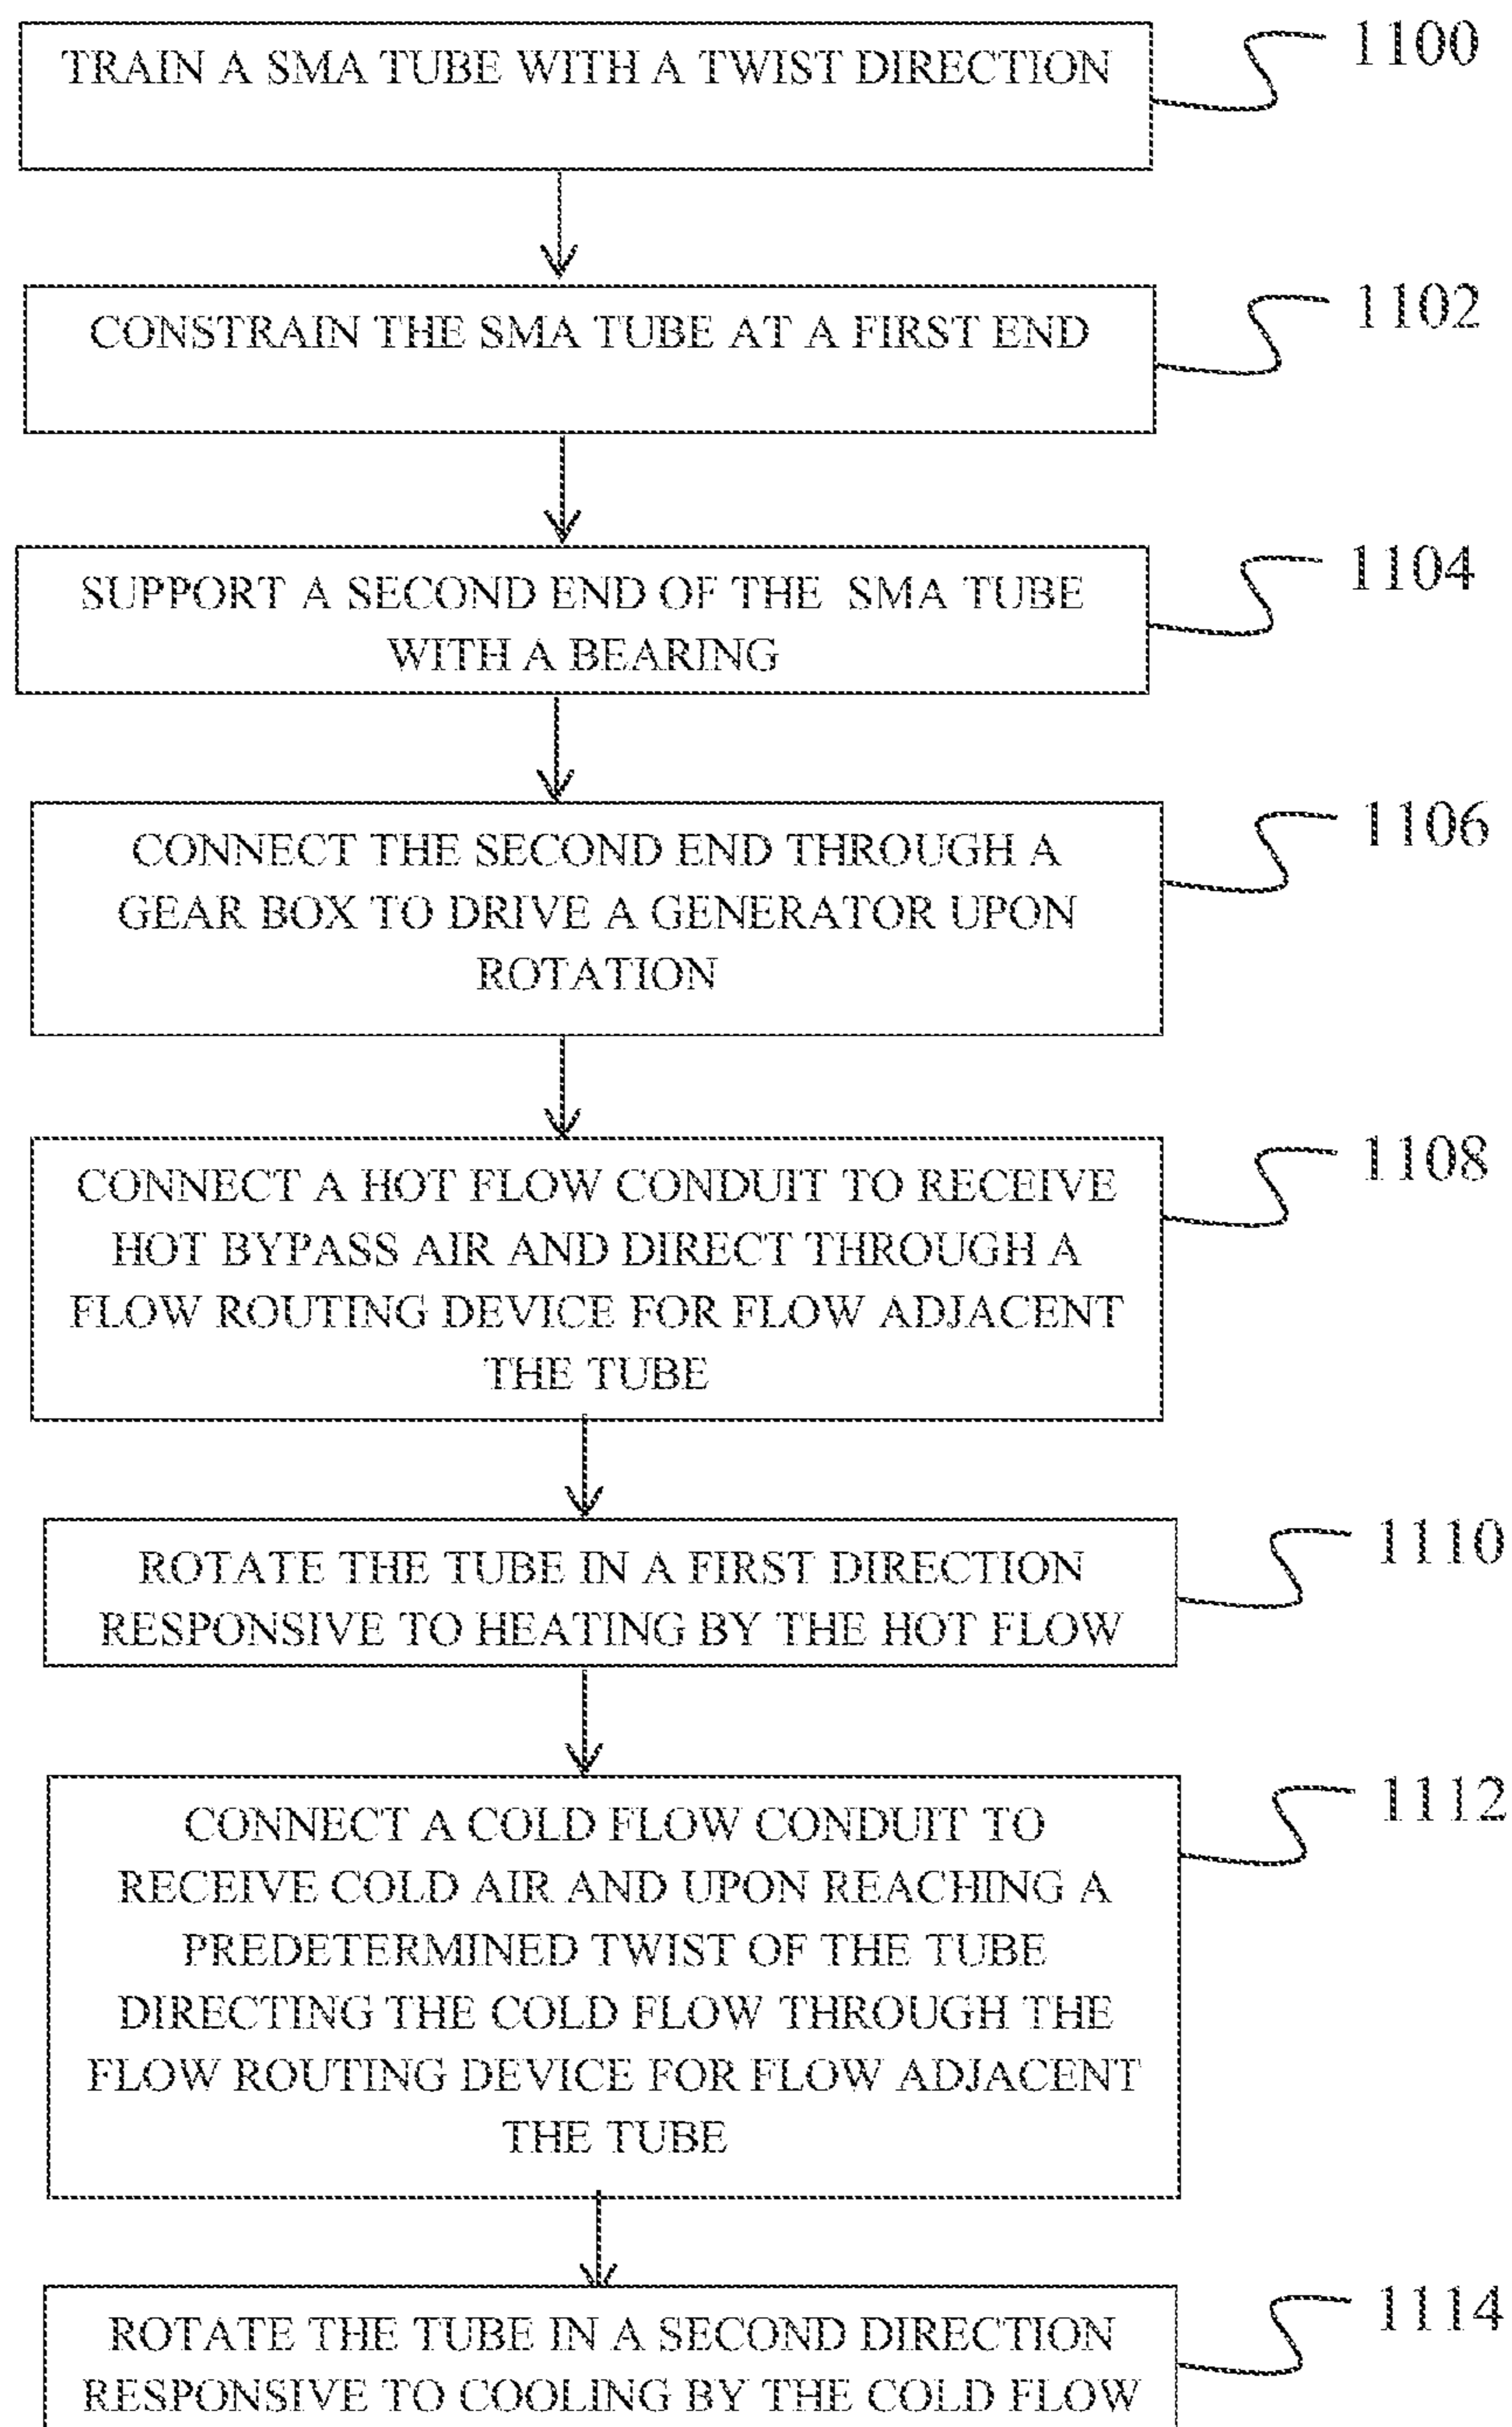 TRAIN A SMA TUBE WITH A TWIST DIRECTION
1100
CONSTRAIN THE SMA TUBE AT A FIRST END
1102
SUPPORT A SECOND END OF THE SMA TUBE
WITH A BEARING
1104
CONNECT THE SECOND END THROUGH A
GEAR BOX TO DRIVE A GENERATOR UPON
ROTATION
1106
CONNECT A HOT FLOW CONDUIT TO RECEIVE
HOT BYPASS AIR AND DIRECT THROUGH A
FLOW ROUTING DEVICE FOR FLOW ADJACENT
THE TUBE
1108
ROTATE THE TUBE IN A FIRST DIRECTION
RESPONSIVE TO HEATING BY THE HOT FLOW
1110
CONNECT A COLD FLOW CONDUIT TO
RECEIVE COLD AIR AND UPON REACHING A
PREDETERMINED TWIST OF THE TUBE
DIRECTING THE COLD FLOW THROUGH THE
FLOW ROUTING DEVICE FOR FLOW ADJACENT
THE TUBE
1112
ROTATE THE TUBE IN A SECOND DIRECTION
RESPONSIVE TO COOLING BY THE COLD FLOW
1114